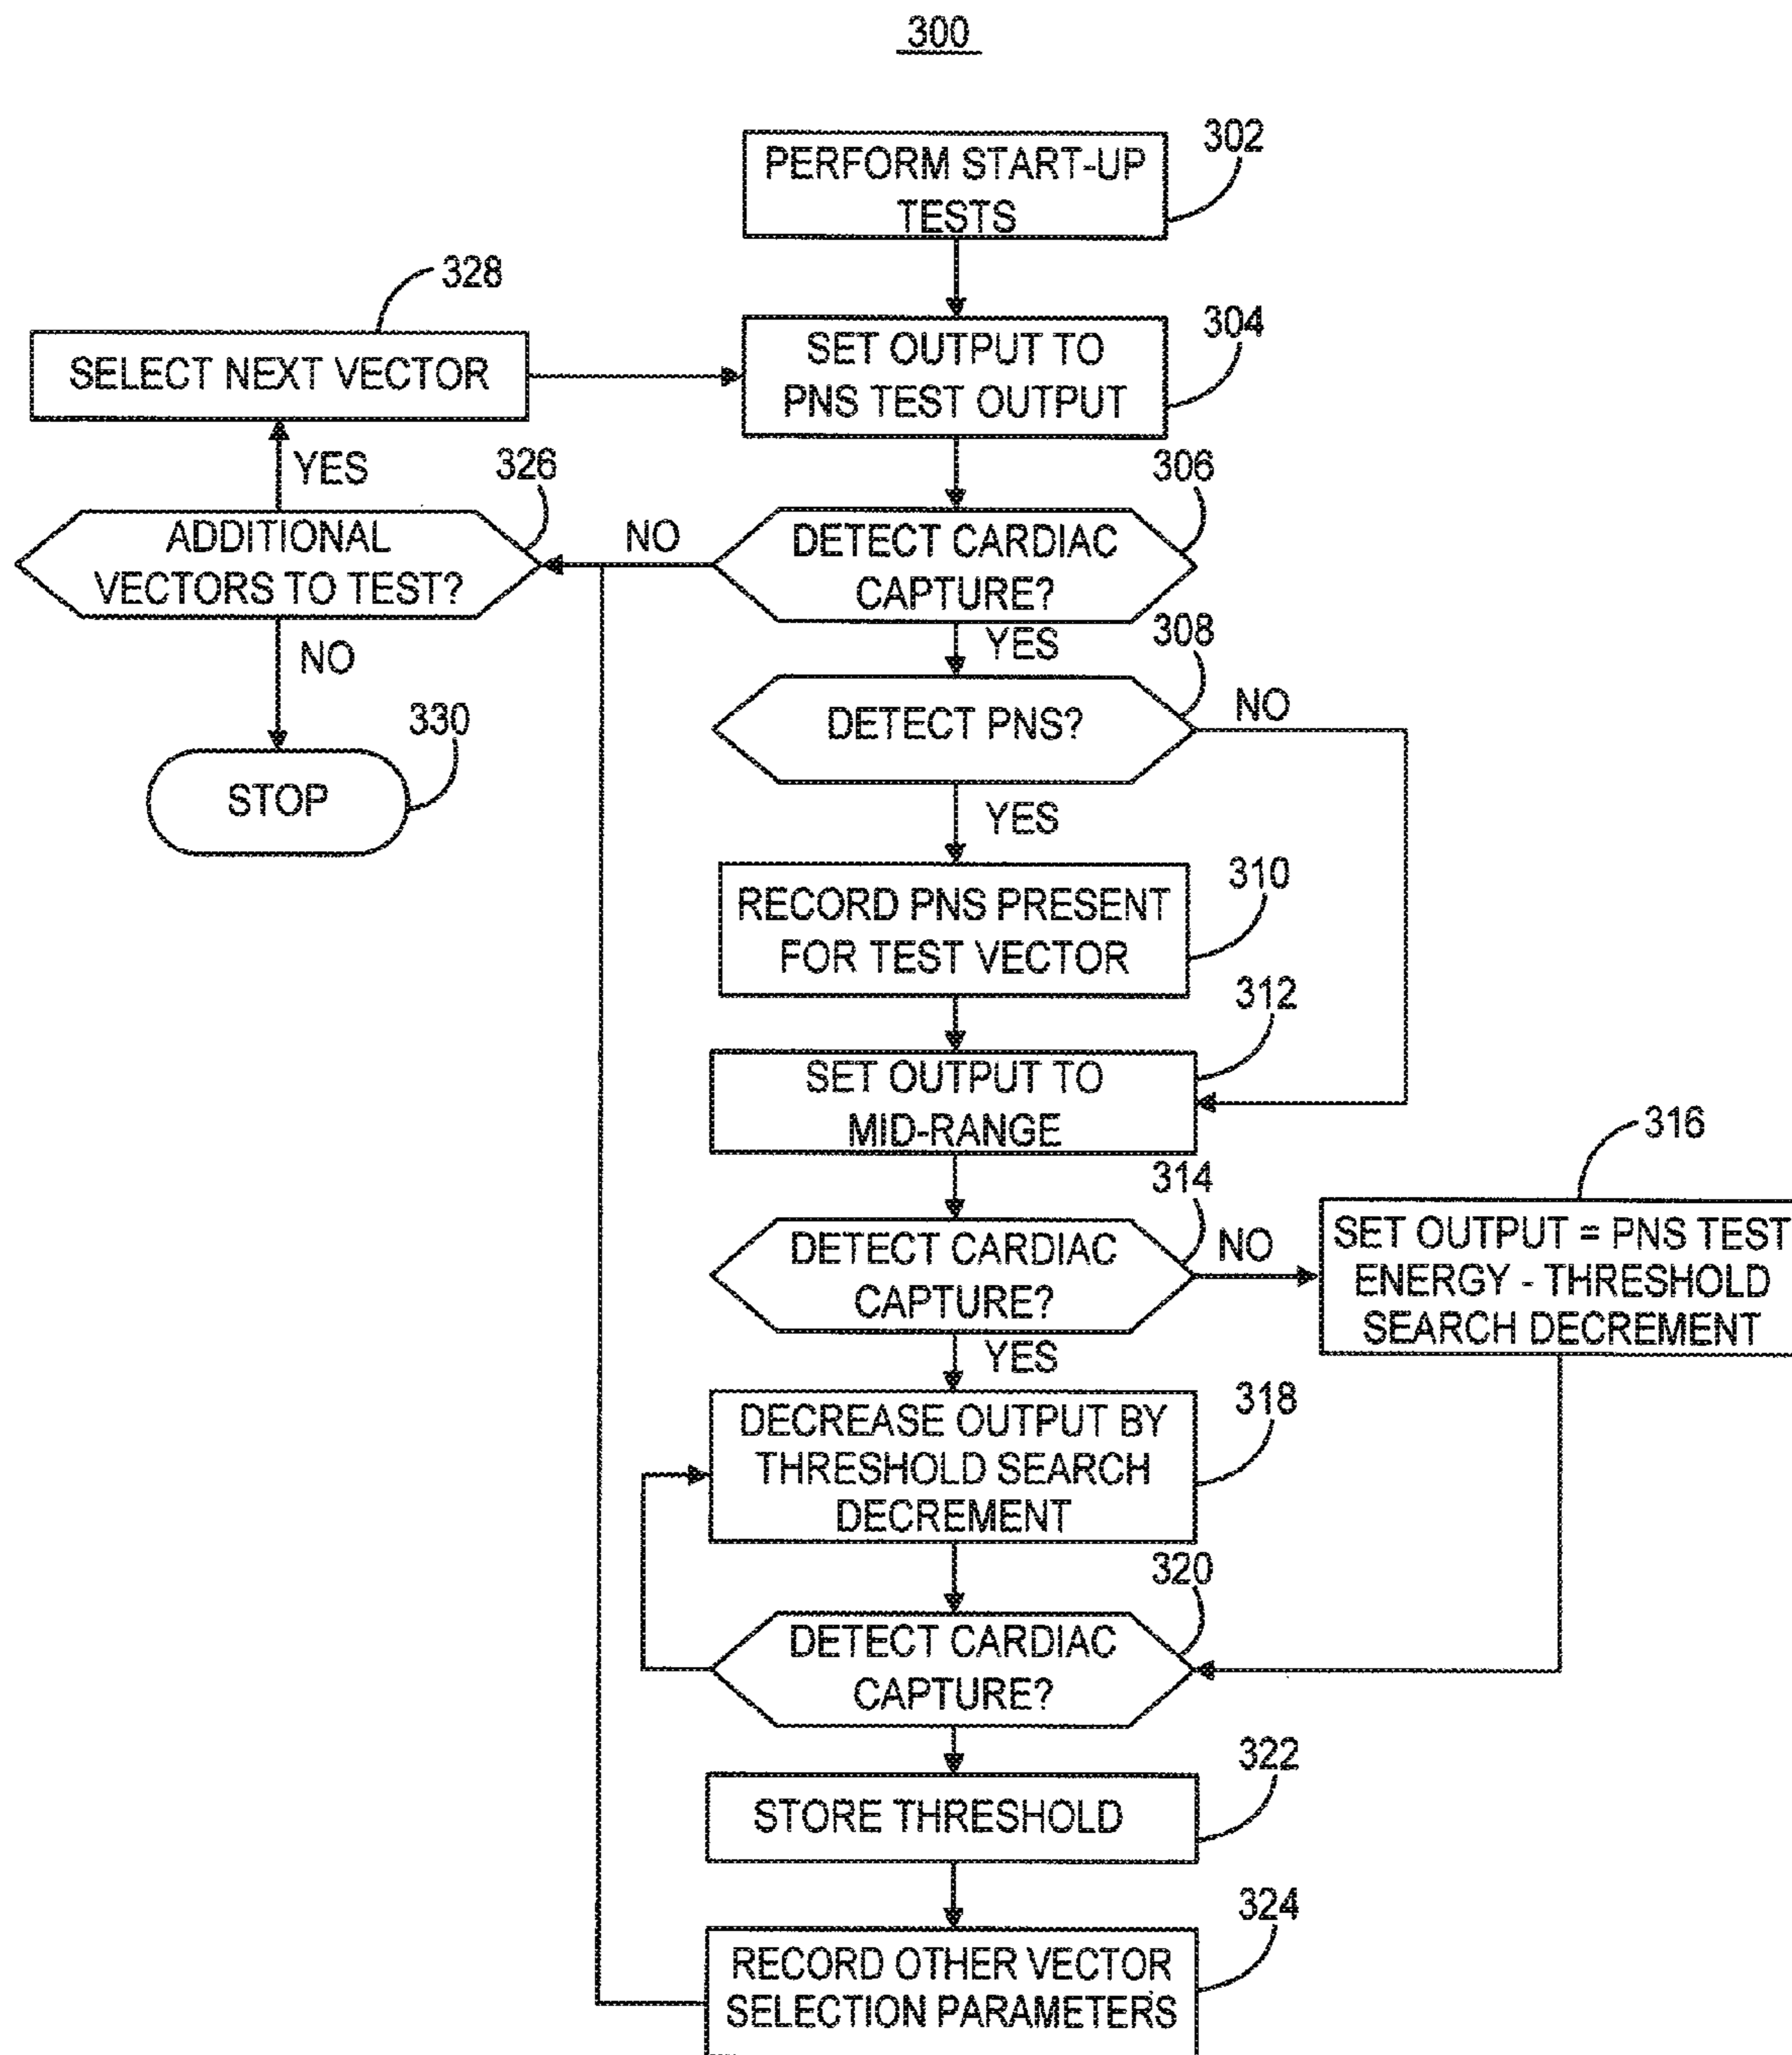 300
PERFORM START-UP
TESTS
302
328
SELECT NEXT VECTOR
SET OUTPUT TO
PNS TEST OUTPUT
304
YES
326
ADDITIONAL
VECTORS TO TEST?
NO
DETECT CARDIAC
CAPTURE?
306
YES
NO
330
STOP
308
DETECT PNS?
NO
YES
RECORD PNS PRESENT
FOR TEST VECTOR
310
312
SET OUTPUT TO
MID-RANGE
314
DETECT CARDIAC
CAPTURE?
NO
316
SET OUTPUT = PNS TEST
ENERGY - THRESHOLD
SEARCH DECREMENT
YES
DECREASE OUTPUT BY
THRESHOLD SEARCH
DECREMENT
318
320
DETECT CARDIAC
CAPTURE?
322
STORE THRESHOLD
324
RECORD OTHER VECTOR
SELECTION PARAMETERS